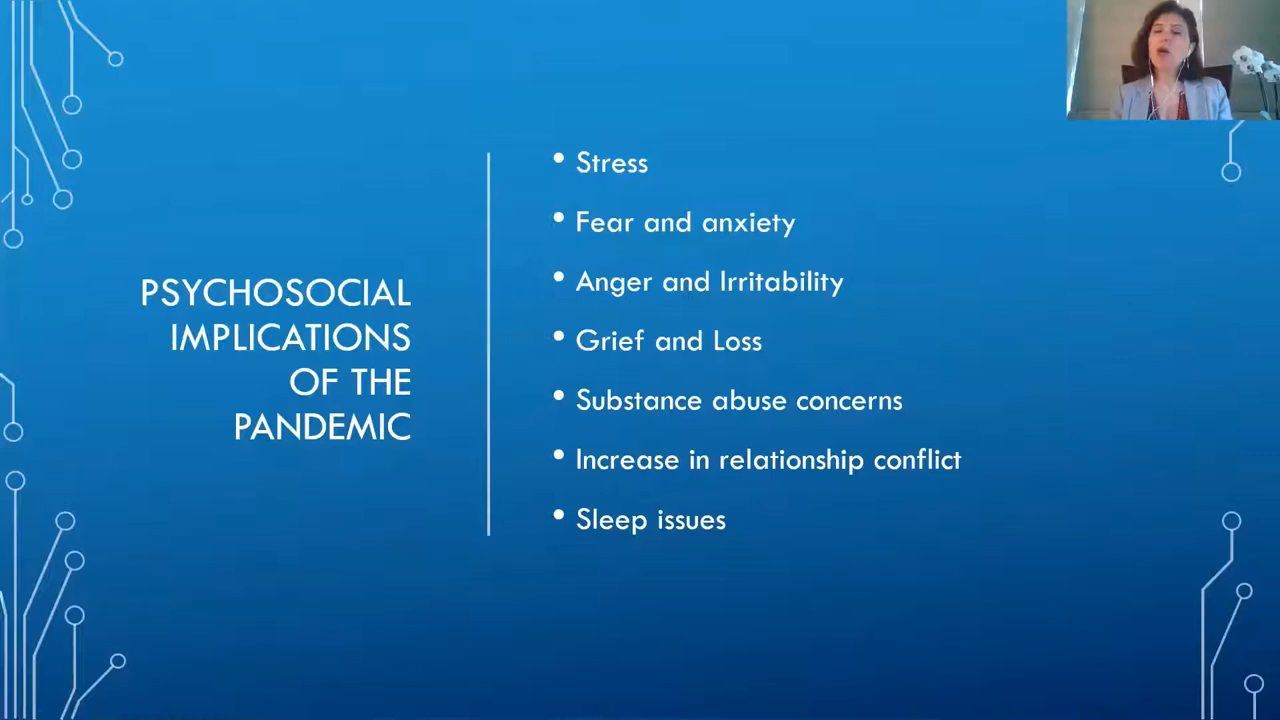 PSYCHOSOCIAL
IMPLICATIONS
OF THE
PANDEMIC
• Stress
• Fear and anxiety
• Anger and Irritability
• Grief and Loss
• Substance abuse concerns
• Increase in relationship conflict
• Sleep issues